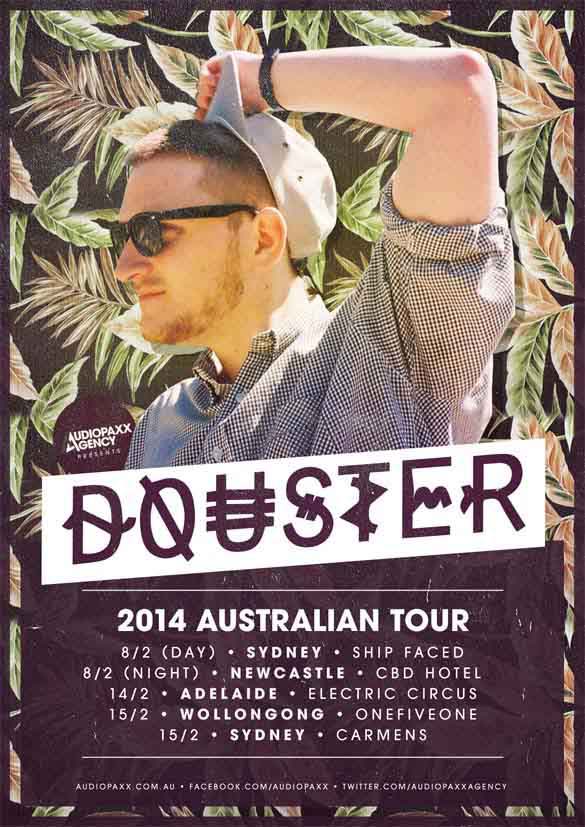 AUDIOPAXX
AGENCY
PRESENTS
DOUSTER
2014 AUSTRALIAN TOUR
8/2 (DAY) • SYDNEY • SHIP FACED
8/2 (NIGHT) • NEWCASTLE • CBD HOTEL
14/2 • ADELAIDE • ELECTRIC CIRCUS
15/2 • WOLLONGONG • ONEFIVEONE
15/2 • SYDNEY • CARMENS
AUDIOPAXX.COM.AU • FACEBOOK.COM/AUDIOPAXX • TWITTER.COM/AUDIOPAXXAGENCY